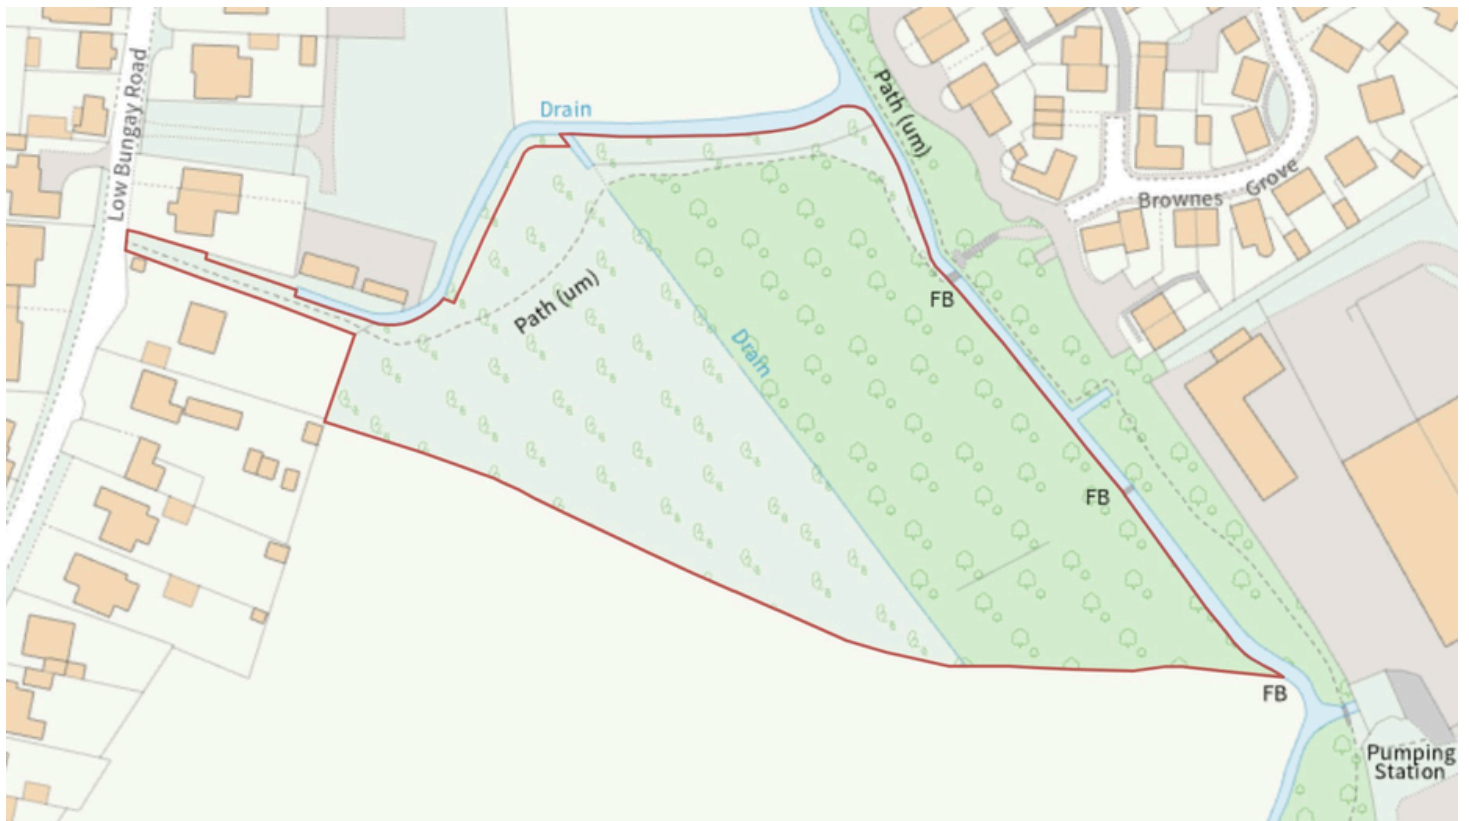 Low Bungay Road
Drain
Path (um)
Brownes Grove
Path (um)
FB
Drain
FB
FB
Pumping
Station